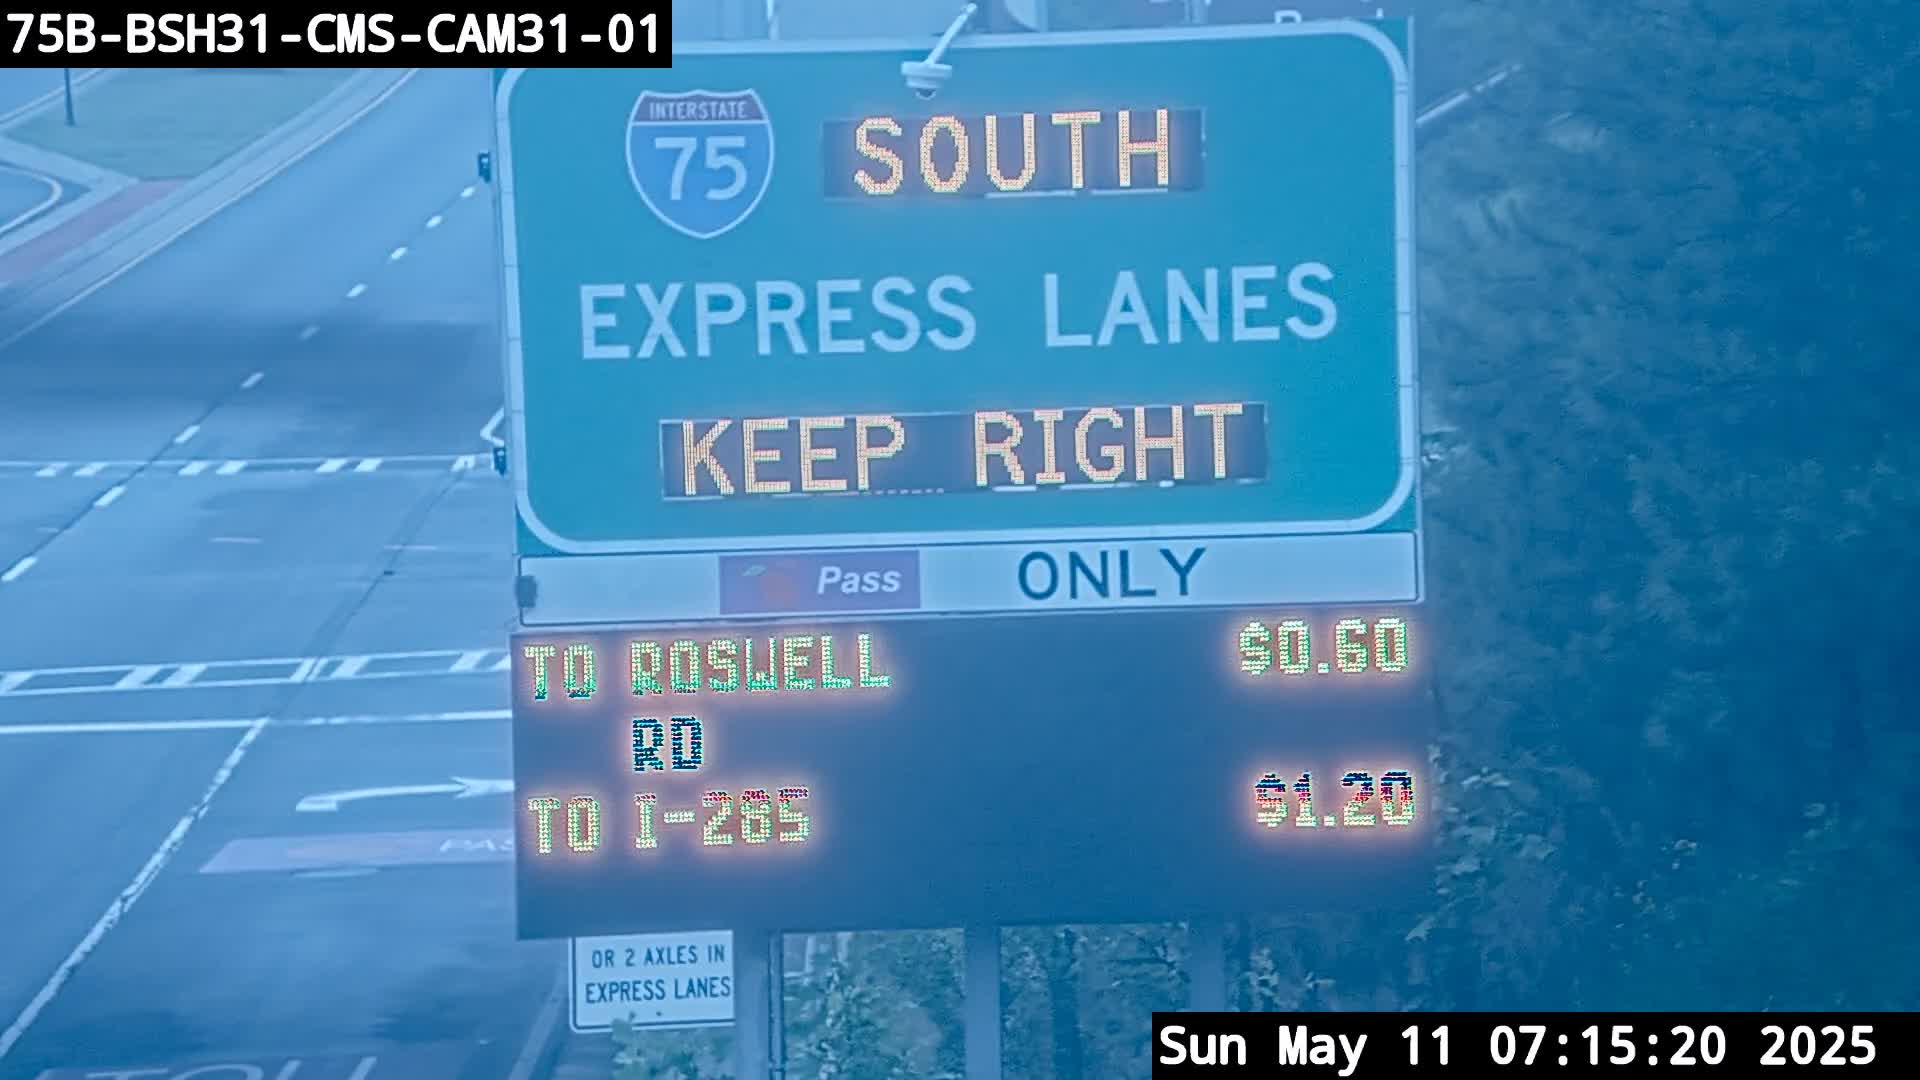 75B-BSH31-CMS-CAM31-01
INTERSTATE
75
SOUTH
EXPRESS LANES
KEEP RIGHT
Pass ONLY
TO ROSWELL $0.60
RD
TO I-285 $1.20
OR 2 AXLES IN
EXPRESS LANES
TOLL
Sun May 11 07:15:20 2025